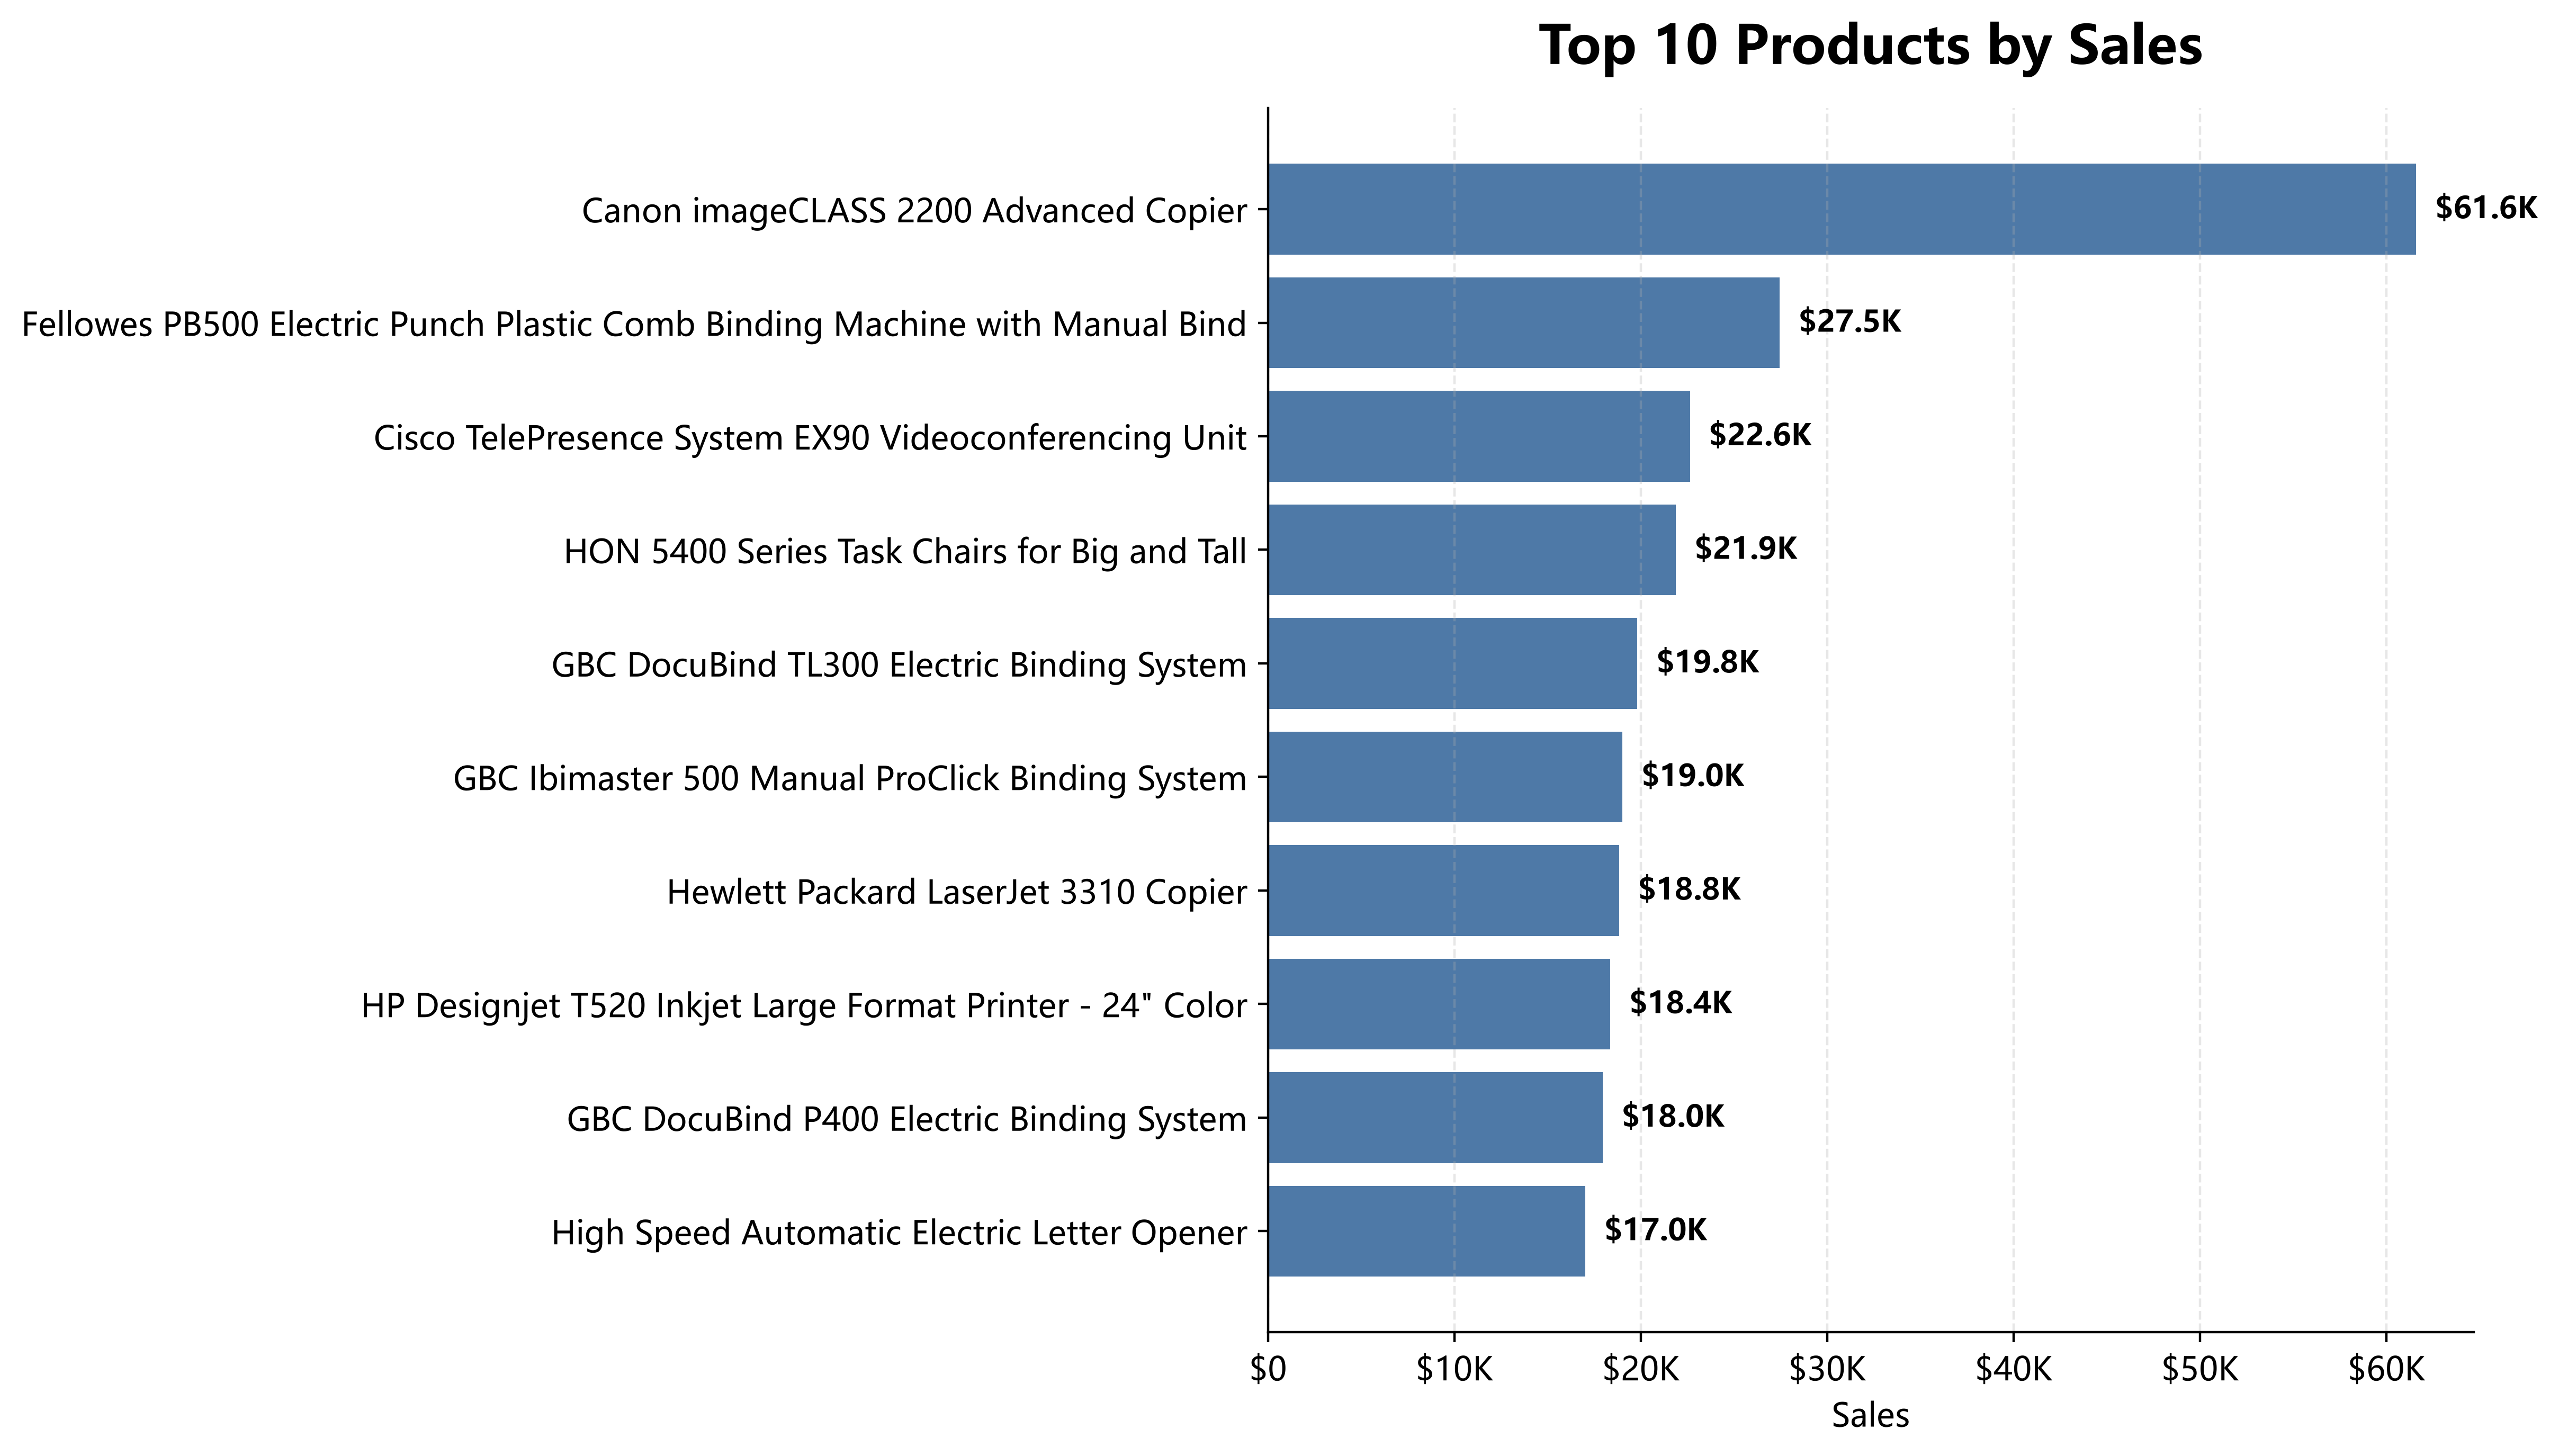 Top 10 Products by Sales
Canon imageCLASS 2200 Advanced Copier $61.6K
Fellowes PB500 Electric Punch Plastic Comb Binding Machine with Manual Bind $27.5K
Cisco TelePresence System EX90 Videoconferencing Unit $22.6K
HON 5400 Series Task Chairs for Big and Tall $21.9K
GBC DocuBind TL300 Electric Binding System $19.8K
GBC Ibimaster 500 Manual ProClick Binding System $19.0K
Hewlett Packard LaserJet 3310 Copier $18.8K
HP Designjet T520 Inkjet Large Format Printer - 24" Color $18.4K
GBC DocuBind P400 Electric Binding System $18.0K
High Speed Automatic Electric Letter Opener $17.0K
$0 $10K $20K $30K $40K $50K $60K
Sales